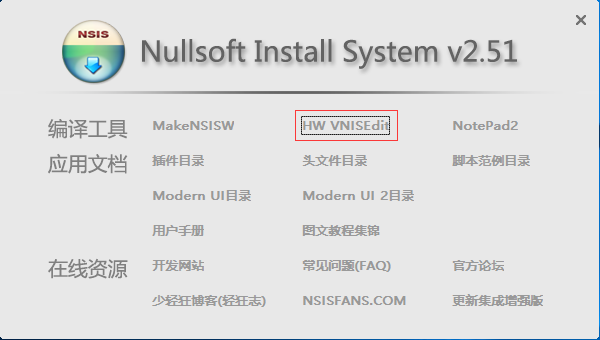 NSIS
Nullsoft Install System v2.51
编译工具 MakeNSISW HW VNISEdit NotePad2
应用文档 插件目录 头文件目录 脚本范例目录
Modern UI目录 Modern UI 2目录
用户手册 图文教程集锦
在线资源 开发网站 常见问题(FAQ) 官方论坛
少轻狂博客(轻狂志) NSISFANS.COM 更新集成增强版